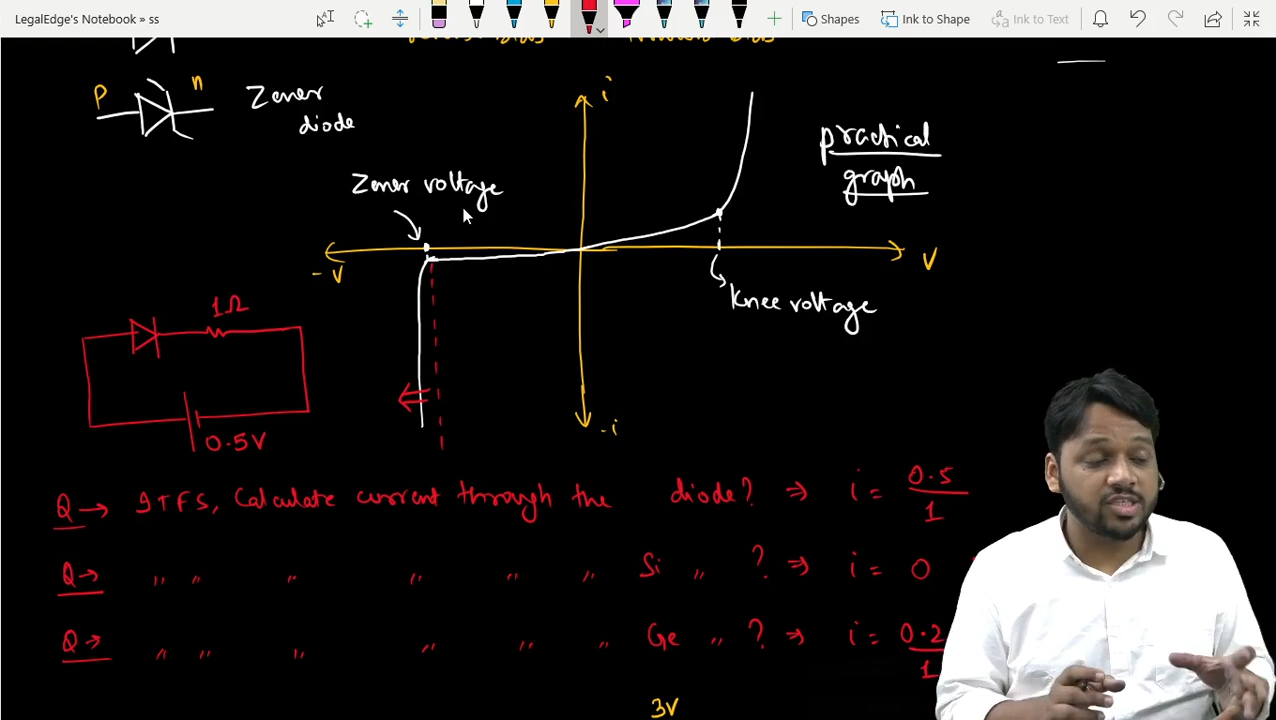 LegalEdge's Notebook » ss
Shapes
Ink to Shape
Ink to Text
p n
Zener
diode
i
practical
graph
Zener voltage
-V
V
Knee voltage
1Ω
0.5V
-i
Q→ ITFS, Calculate current through the diode? ⇒ i = 0.5/1
Q→ " " " " " " Si " ? ⇒ i = 0
Q→ " " " " " " Ge " ? ⇒ i = 0.2/1
3V